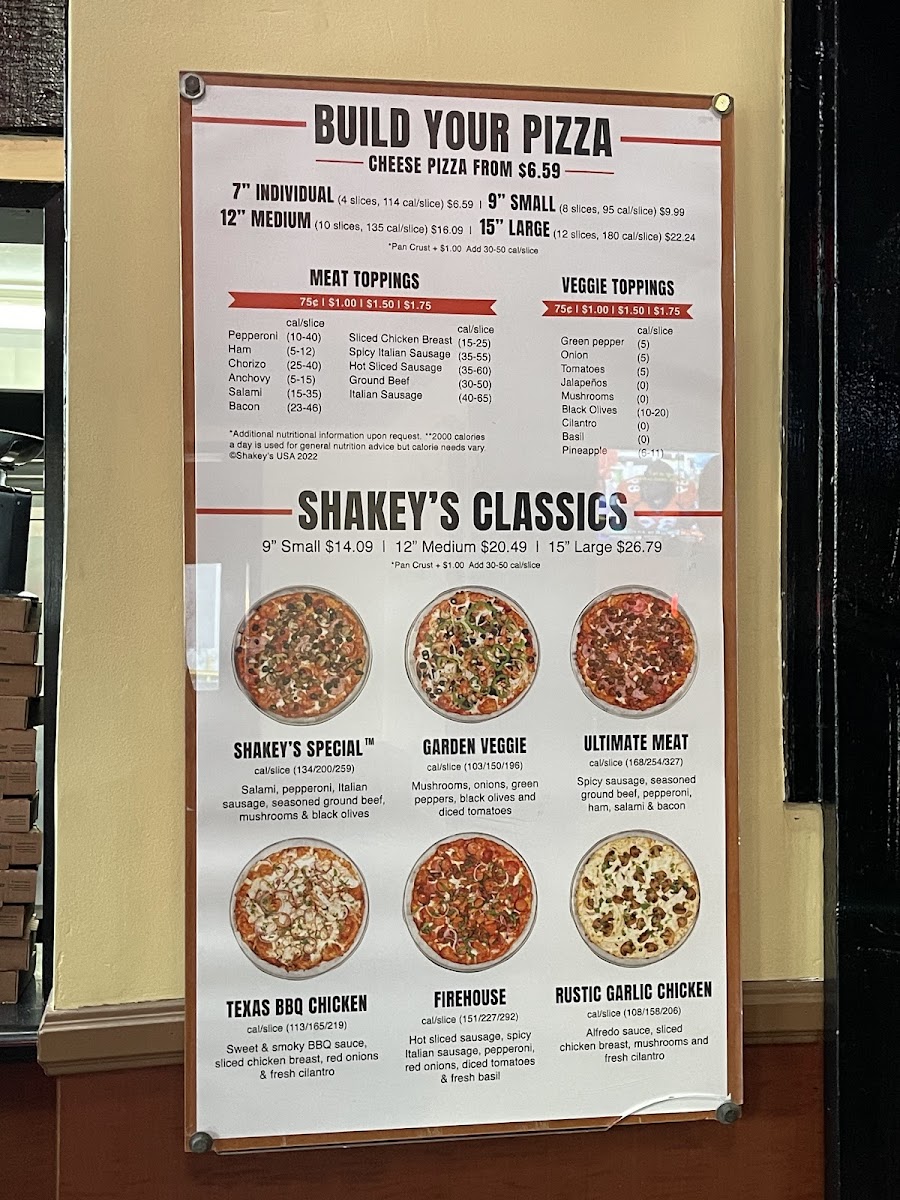 BUILD YOUR PIZZA
CHEESE PIZZA FROM $6.59
7" INDIVIDUAL (4 slices, 114 cal/slice) $6.59 | 9" SMALL (8 slices, 95 cal/slice) $9.99
12" MEDIUM (10 slices, 135 cal/slice) $16.09 | 15" LARGE (12 slices, 180 cal/slice) $22.24
*Pan Crust + $1.00 Add 30-50 cal/slice
MEAT TOPPINGS
75¢ | $1.00 | $1.50 | $1.75
cal/slice
Pepperoni (10-40)
Ham (5-12)
Chorizo (25-40)
Anchovy (5-15)
Salami (15-35)
Bacon (23-46)
cal/slice
Sliced Chicken Breast (15-25)
Spicy Italian Sausage (35-55)
Hot Sliced Sausage (35-60)
Ground Beef (30-50)
Italian Sausage (40-65)
VEGGIE TOPPINGS
75¢ | $1.00 | $1.50 | $1.75
cal/slice
Green pepper (5)
Onion (5)
Tomatoes (5)
Jalapeños (0)
Mushrooms (0)
Black Olives (10-20)
Cilantro (0)
Basil (0)
Pineapple (6-11)
*Additional nutritional information upon request. **2000 calories
a day is used for general nutrition advice but calorie needs vary.
©Shakey's USA 2022
SHAKEY'S CLASSICS
9" Small $14.09 | 12" Medium $20.49 | 15" Large $26.79
*Pan Crust + $1.00 Add 30-50 cal/slice
SHAKEY'S SPECIAL™
cal/slice (134/200/259)
Salami, pepperoni, Italian
sausage, seasoned ground beef,
mushrooms & black olives
GARDEN VEGGIE
cal/slice (103/150/196)
Mushrooms, onions, green
peppers, black olives and
diced tomatoes
ULTIMATE MEAT
cal/slice (168/254/327)
Spicy sausage, seasoned
ground beef, pepperoni,
ham, salami & bacon
TEXAS BBQ CHICKEN
cal/slice (113/165/219)
Sweet & smoky BBQ sauce,
sliced chicken breast, red onions
& fresh cilantro
FIREHOUSE
cal/slice (151/227/292)
Hot sliced sausage, spicy
Italian sausage, pepperoni,
red onions, diced tomatoes
& fresh basil
RUSTIC GARLIC CHICKEN
cal/slice (108/158/206)
Alfredo sauce, sliced
chicken breast, mushrooms and
fresh cilantro